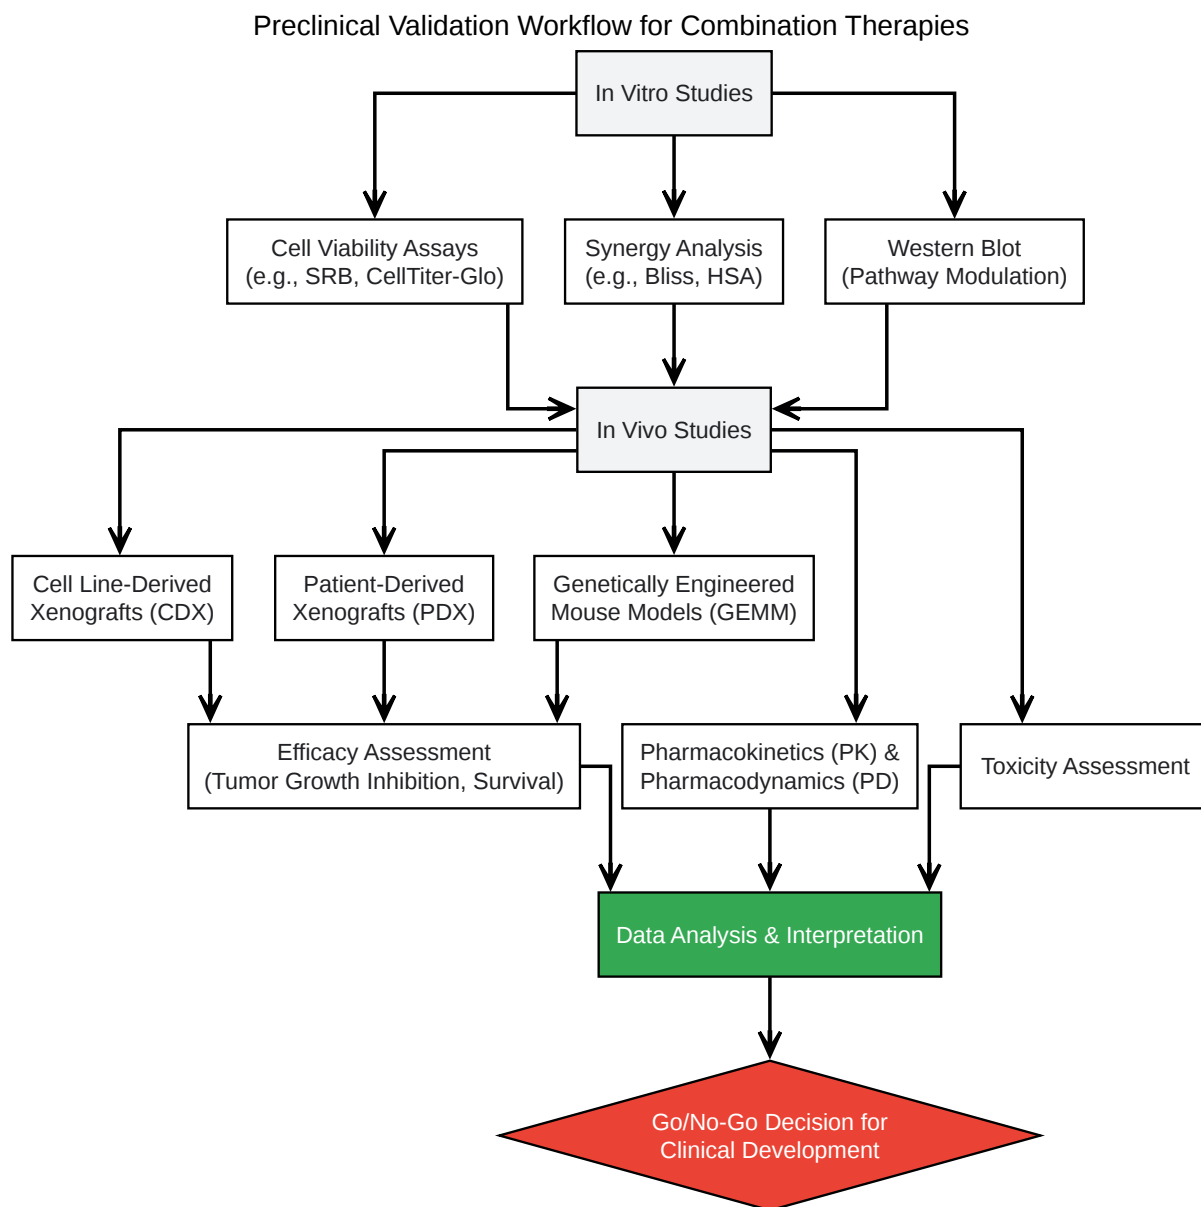 Preclinical Validation Workflow for Combination Therapies
In Vitro Studies
Cell Viability Assays
(e.g., SRB, CellTiter-Glo)
Synergy Analysis
(e.g., Bliss, HSA)
Western Blot
(Pathway Modulation)
In Vivo Studies
Cell Line-Derived
Xenografts (CDX)
Patient-Derived
Xenografts (PDX)
Genetically Engineered
Mouse Models (GEMM)
Efficacy Assessment
(Tumor Growth Inhibition, Survival)
Pharmacokinetics (PK) &
Pharmacodynamics (PD)
Toxicity Assessment
Data Analysis & Interpretation
Go/No-Go Decision for
Clinical Development